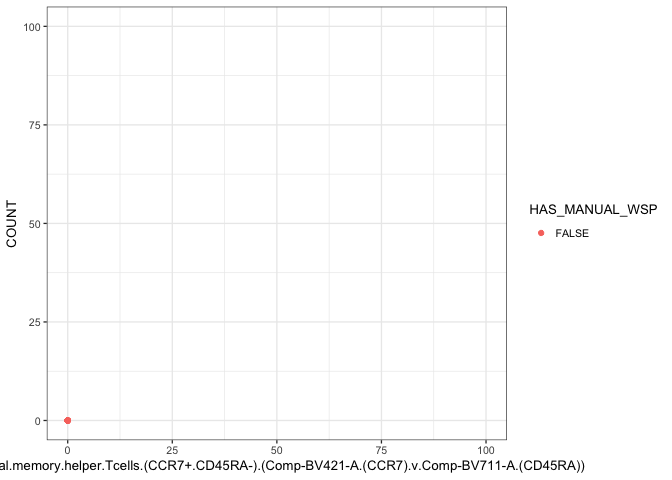 100
75
50
25
0
COUNT
0 25 50 75 100
al.memory.helper.Tcells.(CCR7+.CD45RA-).(Comp-BV421-A.(CCR7).v.Comp-BV711-A.(CD45RA))
HAS_MANUAL_WSP
FALSE